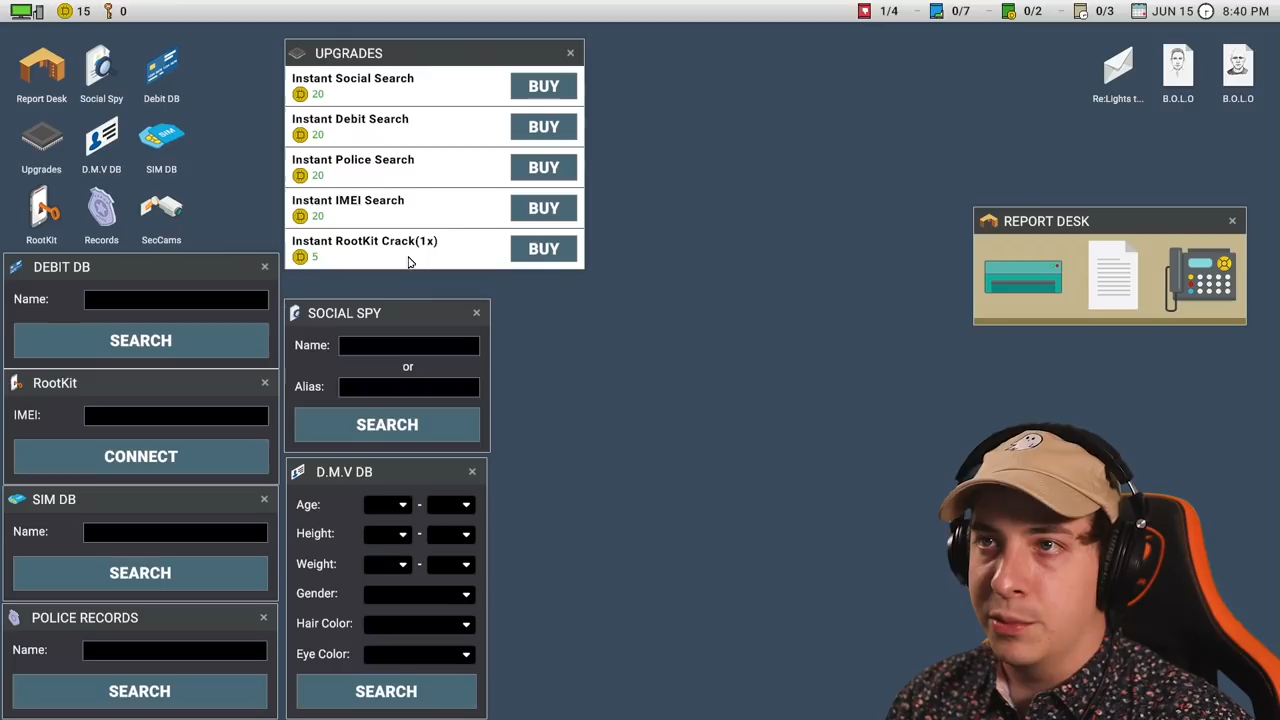 15 0 1/4 0/7 0/2 0/3 JUN 15 8:40 PM
Report Desk Social Spy Debit DB
Upgrades D.M.V DB SIM DB
RootKit Records SecCams
UPGRADES ×
Instant Social Search
20
BUY
Instant Debit Search
20
BUY
Instant Police Search
20
BUY
Instant IMEI Search
20
BUY
Instant RootKit Crack(1x)
5
BUY
Re:Lights t... B.O.L.O B.O.L.O
REPORT DESK ×
DEBIT DB ×
Name:
SEARCH
RootKit ×
IMEI:
CONNECT
SIM DB ×
Name:
SEARCH
POLICE RECORDS ×
Name:
SEARCH
SOCIAL SPY ×
Name:
or
Alias:
SEARCH
D.M.V DB ×
Age: -
Height: -
Weight: -
Gender:
Hair Color:
Eye Color:
SEARCH